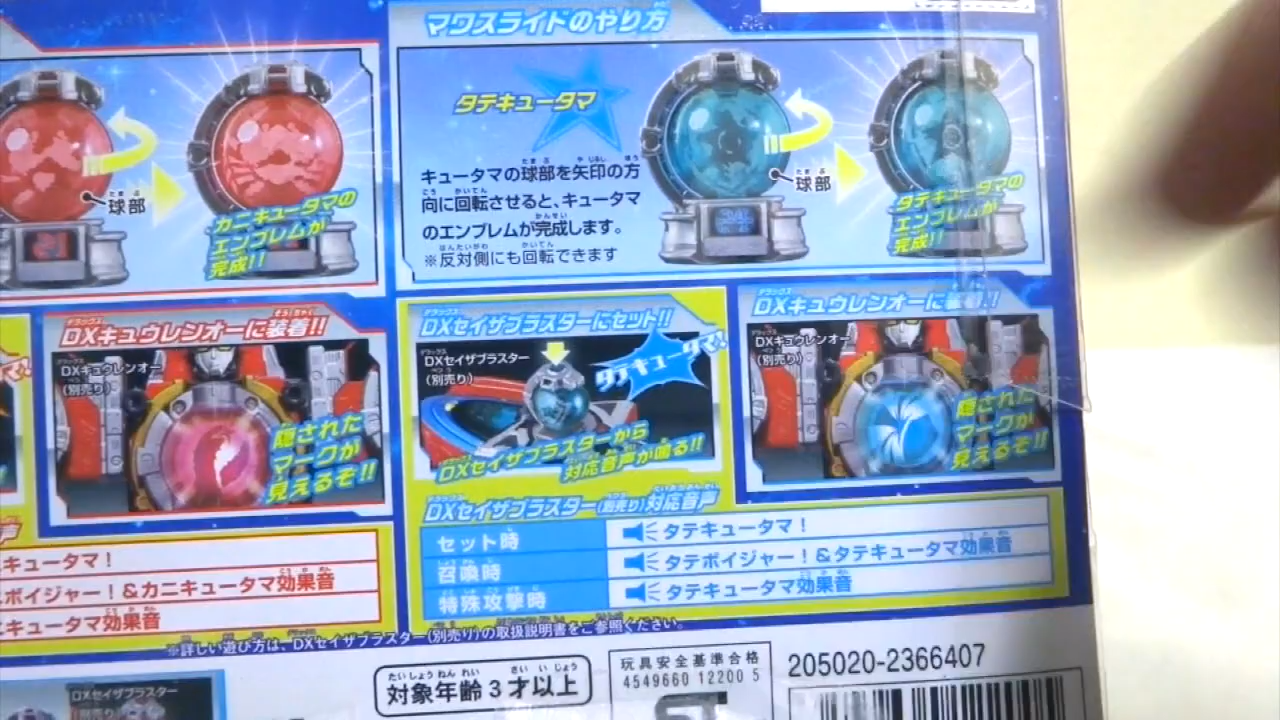 マワスライドのやり方
タテキュータマ
キュータマの球部を矢印の方
向に回転させると、キュータマ
のエンブレムが完成します。
※反対側にも回転できます
球部
カニキュータマの
エンブレムが
完成!!
球部
タテキュータマの
エンブレムが
完成!!
DXキュウレンオーに装着!!
DXキュウレンオー
(別売り)
隠された
マークが
見えるぞ!!
DXセイザブラスターにセット!!
DXセイザブラスター
(別売り)
タテキュータマ!
DXセイザブラスターから
対応音声が鳴る!!
DXキュウレンオーに装着!!
DXキュウレンオー
(別売り)
隠された
マークが
見えるぞ!!
DXセイザブラスター(別売り)対応音声
セット時 タテキュータマ!
召喚時 タテボイジャー!&タテキュータマ効果音
特殊攻撃時 タテキュータマ効果音
キュータマ!
ボイジャー!&カニキュータマ効果音
キュータマ効果音
※詳しい遊び方は、DXセイザブラスター(別売り)の取扱説明書をご参照ください。
DXセイザブラスター
(別売り)
対象年齢3才以上
玩具安全基準合格
4549660 12200 5
ST
205020-2366407